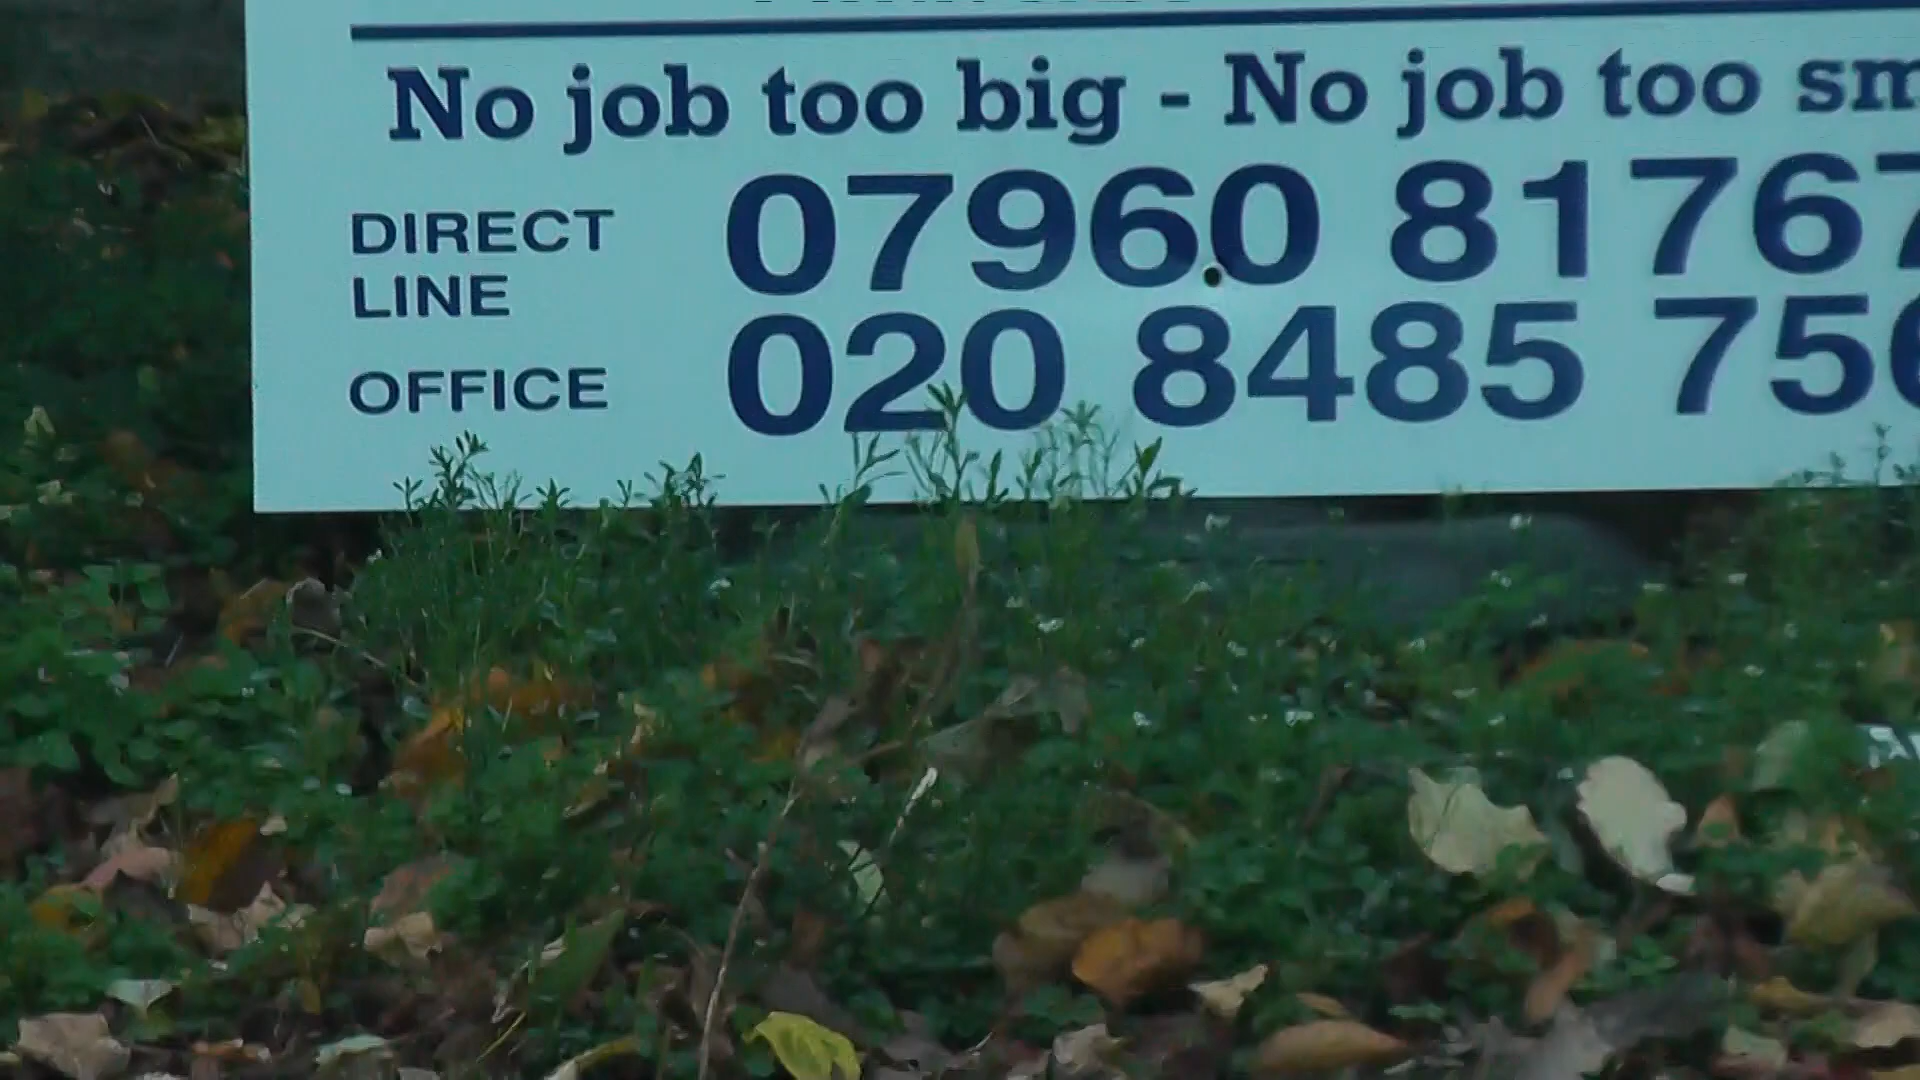 No job too big - No job too sm
DIRECT LINE 07960 8176
OFFICE 020 8485 75